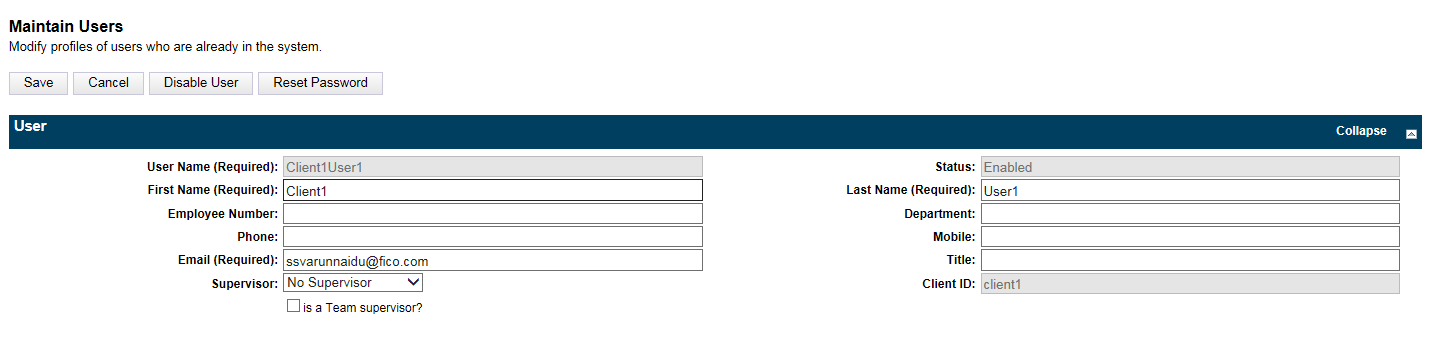 Maintain Users
Modify profiles of users who are already in the system.
Save Cancel Disable User Reset Password
User Collapse
User Name (Required): Client1User1 Status: Enabled
First Name (Required): Client1 Last Name (Required): User1
Employee Number: Department:
Phone: Mobile:
Email (Required): ssvarunnaidu@fico.com Title:
Supervisor: No Supervisor Client ID: client1
is a Team supervisor?